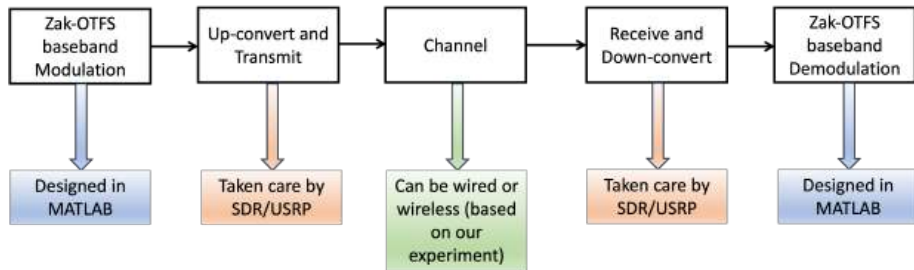 Zak-OTFS
baseband
Modulation
Up-convert and
Transmit
Channel
Receive and
Down-convert
Zak-OTFS
baseband
Demodulation
Designed in
MATLAB
Taken care by
SDR/USRP
Can be wired or
wireless (based
on our
experiment)
Taken care by
SDR/USRP
Designed in
MATLAB